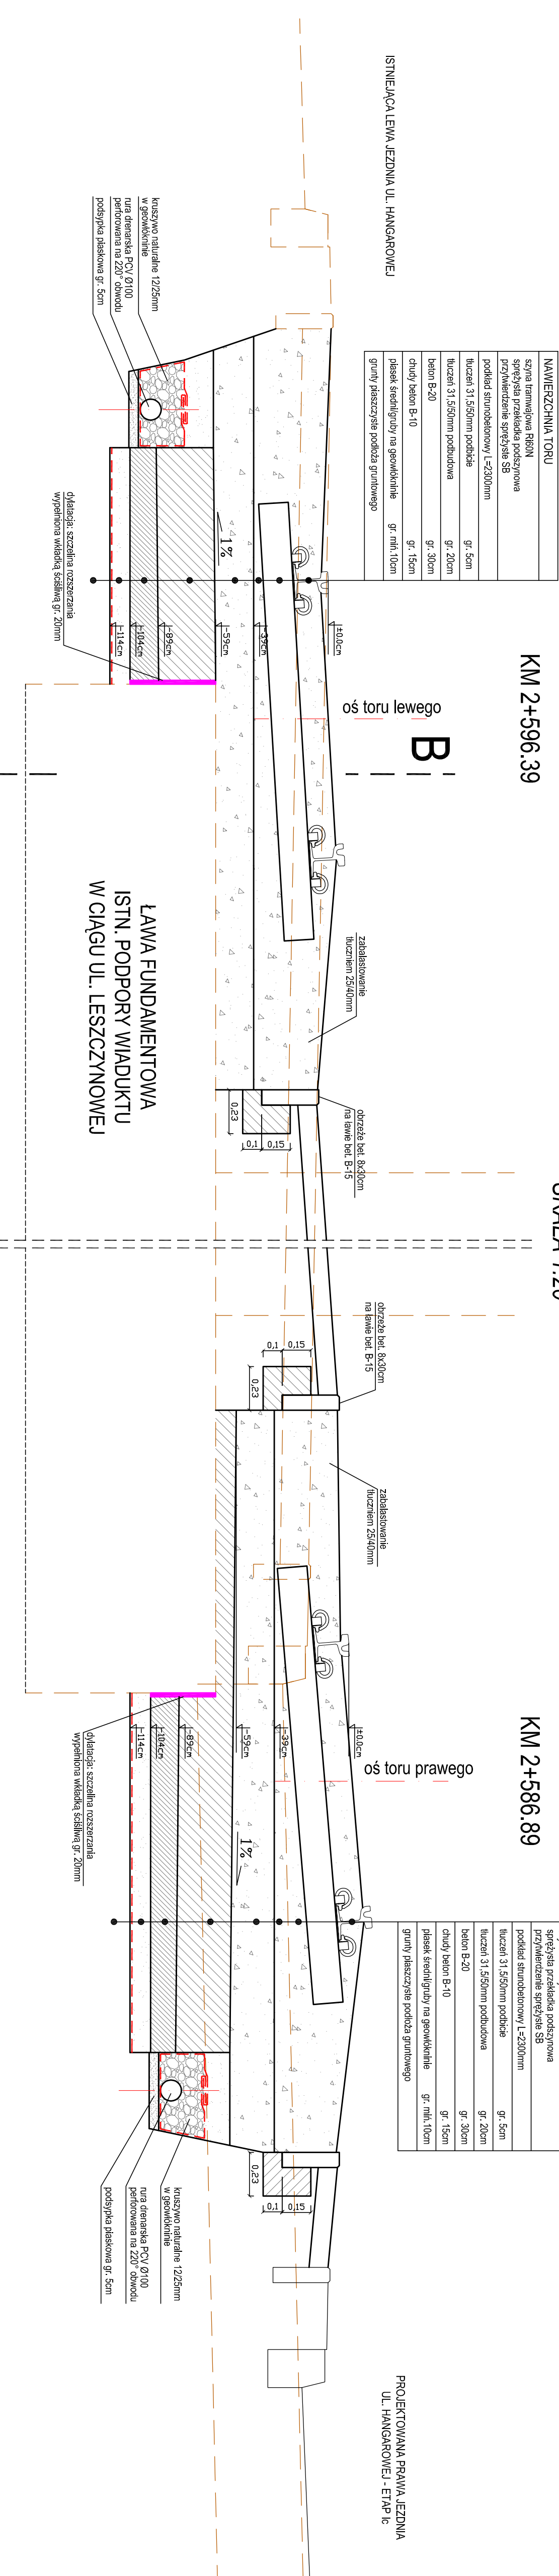 SKALA 1:20
KM 2+596.39
KM 2+586.89
NAWIERZCHNIA TORU
szyna tramwajowa Ri60N
sprężysta przekładka podszynowa
przytwierdzenie sprężyste SB
podkład strunobetonowy L=2300mm
tłuczeń 31,5/50mm podbicie gr. 5cm
tłuczeń 31,5/50mm podbudowa gr. 20cm
beton B-20 gr. 30cm
chudy beton B-10 gr. 15cm
piasek średni/gruby na geowłókninie gr. min.10cm
grunty piaszczyste podłoża gruntowego
sprężysta przekładka podszynowa
przytwierdzenie sprężyste SB
podkład strunobetonowy L=2300mm
tłuczeń 31,5/50mm podbicie gr. 5cm
tłuczeń 31,5/50mm podbudowa gr. 20cm
beton B-20 gr. 30cm
chudy beton B-10 gr. 15cm
piasek średni/gruby na geowłókninie gr. min.10cm
grunty piaszczyste podłoża gruntowego
ISTNIEJĄCA LEWA JEZDNIA UL. HANGAROWEJ
oś toru lewego
B
zabalastowanie
tłuczniem 25/40mm
obrzeże bet. 8x30cm
na ławie bet. B-15
obrzeże bet. 8x30cm
na ławie bet. B-15
zabalastowanie
tłuczniem 25/40mm
oś toru prawego
PROJEKTOWANA PRAWA JEZDNIA
UL. HANGAROWEJ - ETAP Ic
±0.0cm
-39cm
-59cm
-89cm
-104cm
-114cm
1%
0,15
0,1
0,23
0,15
0,1
0,23
±0.0cm
-39cm
-59cm
-89cm
-104cm
-114cm
1%
0,15
0,1
0,23
kruszywo naturalne 12/25mm
w geowłókninie
rura drenarska PCV Ø100
perforowana na 220° obwodu
podsypka piaskowa gr. 5cm
dylatacja: szczelina rozszerzania
wypełniona wkładką ściśliwą gr. 20mm
ŁAWA FUNDAMENTOWA
ISTN. PODPORY WIADUKTU
W CIĄGU UL. LESZCZYNOWEJ
dylatacja: szczelina rozszerzania
wypełniona wkładką ściśliwą gr. 20mm
kruszywo naturalne 12/25mm
w geowłókninie
rura drenarska PCV Ø100
perforowana na 220° obwodu
podsypka piaskowa gr. 5cm